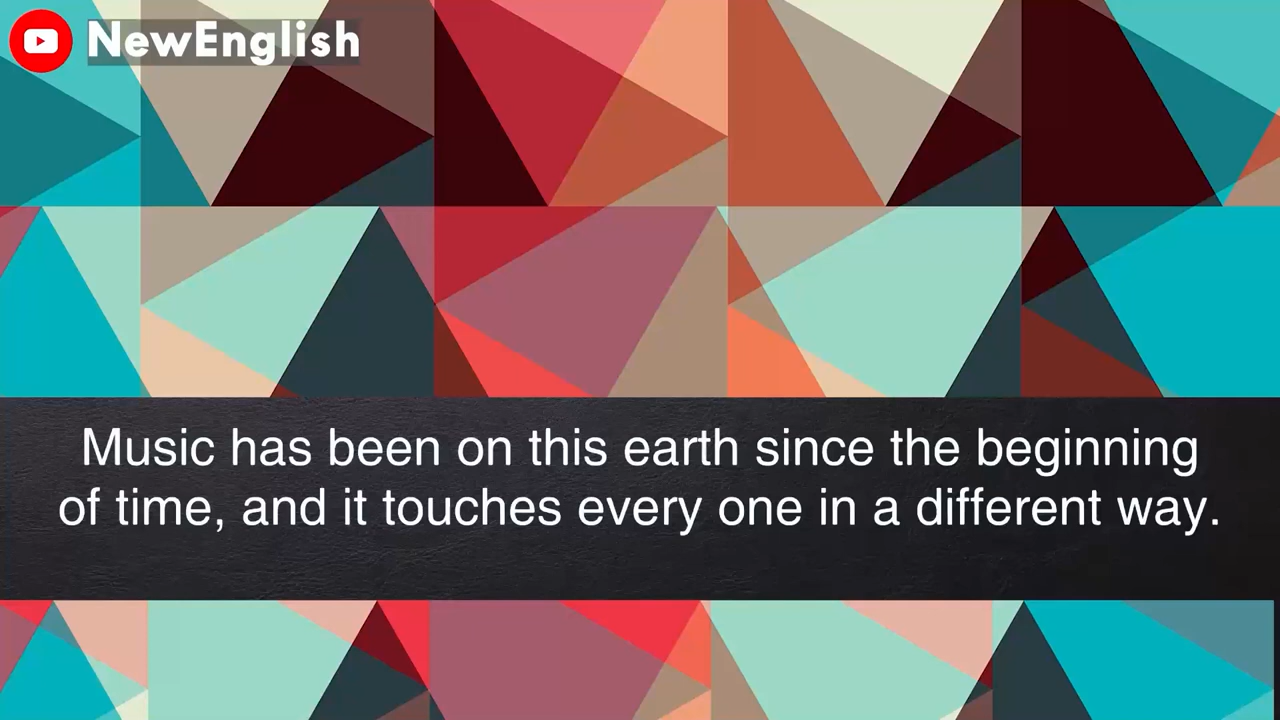 NewEnglish
Music has been on this earth since the beginning
of time, and it touches every one in a different way.